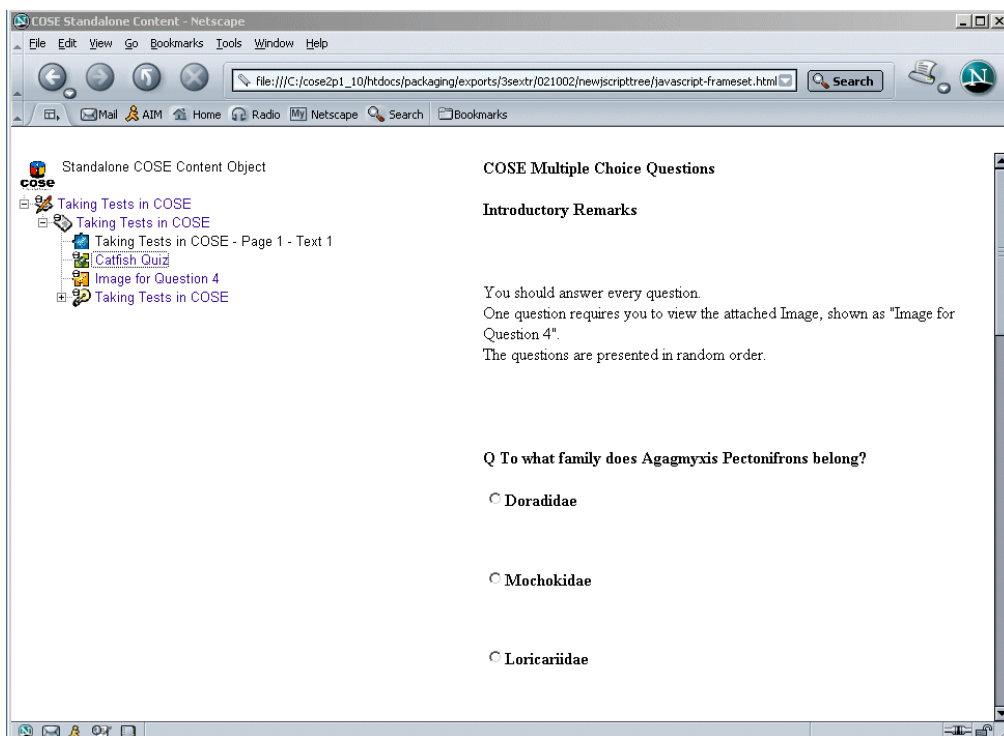 COSE Standalone Content - Netscape
File Edit View Go Bookmarks Tools Window Help
file:///C:/cose2p1_10/htdocs/packaging/exports/3sextr/021002/newjscripttree/javascript-frameset.html Search N
Mail AIM Home Radio My Netscape Search Bookmarks
Standalone COSE Content Object
cose
Taking Tests in COSE
Taking Tests in COSE
Taking Tests in COSE - Page 1 - Text 1
Catfish Quiz
Image for Question 4
Taking Tests in COSE
COSE Multiple Choice Questions
Introductory Remarks
You should answer every question.
One question requires you to view the attached Image, shown as "Image for
Question 4".
The questions are presented in random order.
Q To what family does Agagmyxis Pectonifrons belong?
Doradidae
Mochokidae
Loricariidae